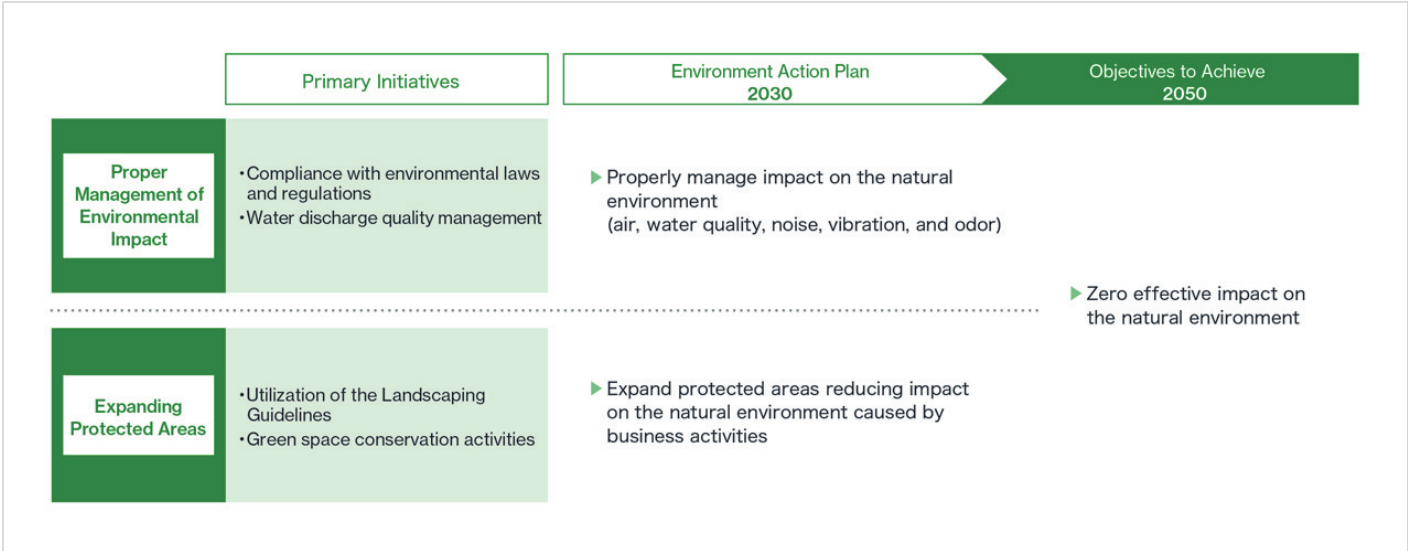 Primary Initiatives
Environment Action Plan
2030
Objectives to Achieve
2050
Proper
Management of
Environmental
Impact
・Compliance with environmental laws
and regulations
・Water discharge quality management
Properly manage impact on the natural
environment
(air, water quality, noise, vibration, and odor)
Zero effective impact on
the natural environment
Expanding
Protected Areas
・Utilization of the Landscaping
Guidelines
・Green space conservation activities
Expand protected areas reducing impact
on the natural environment caused by
business activities